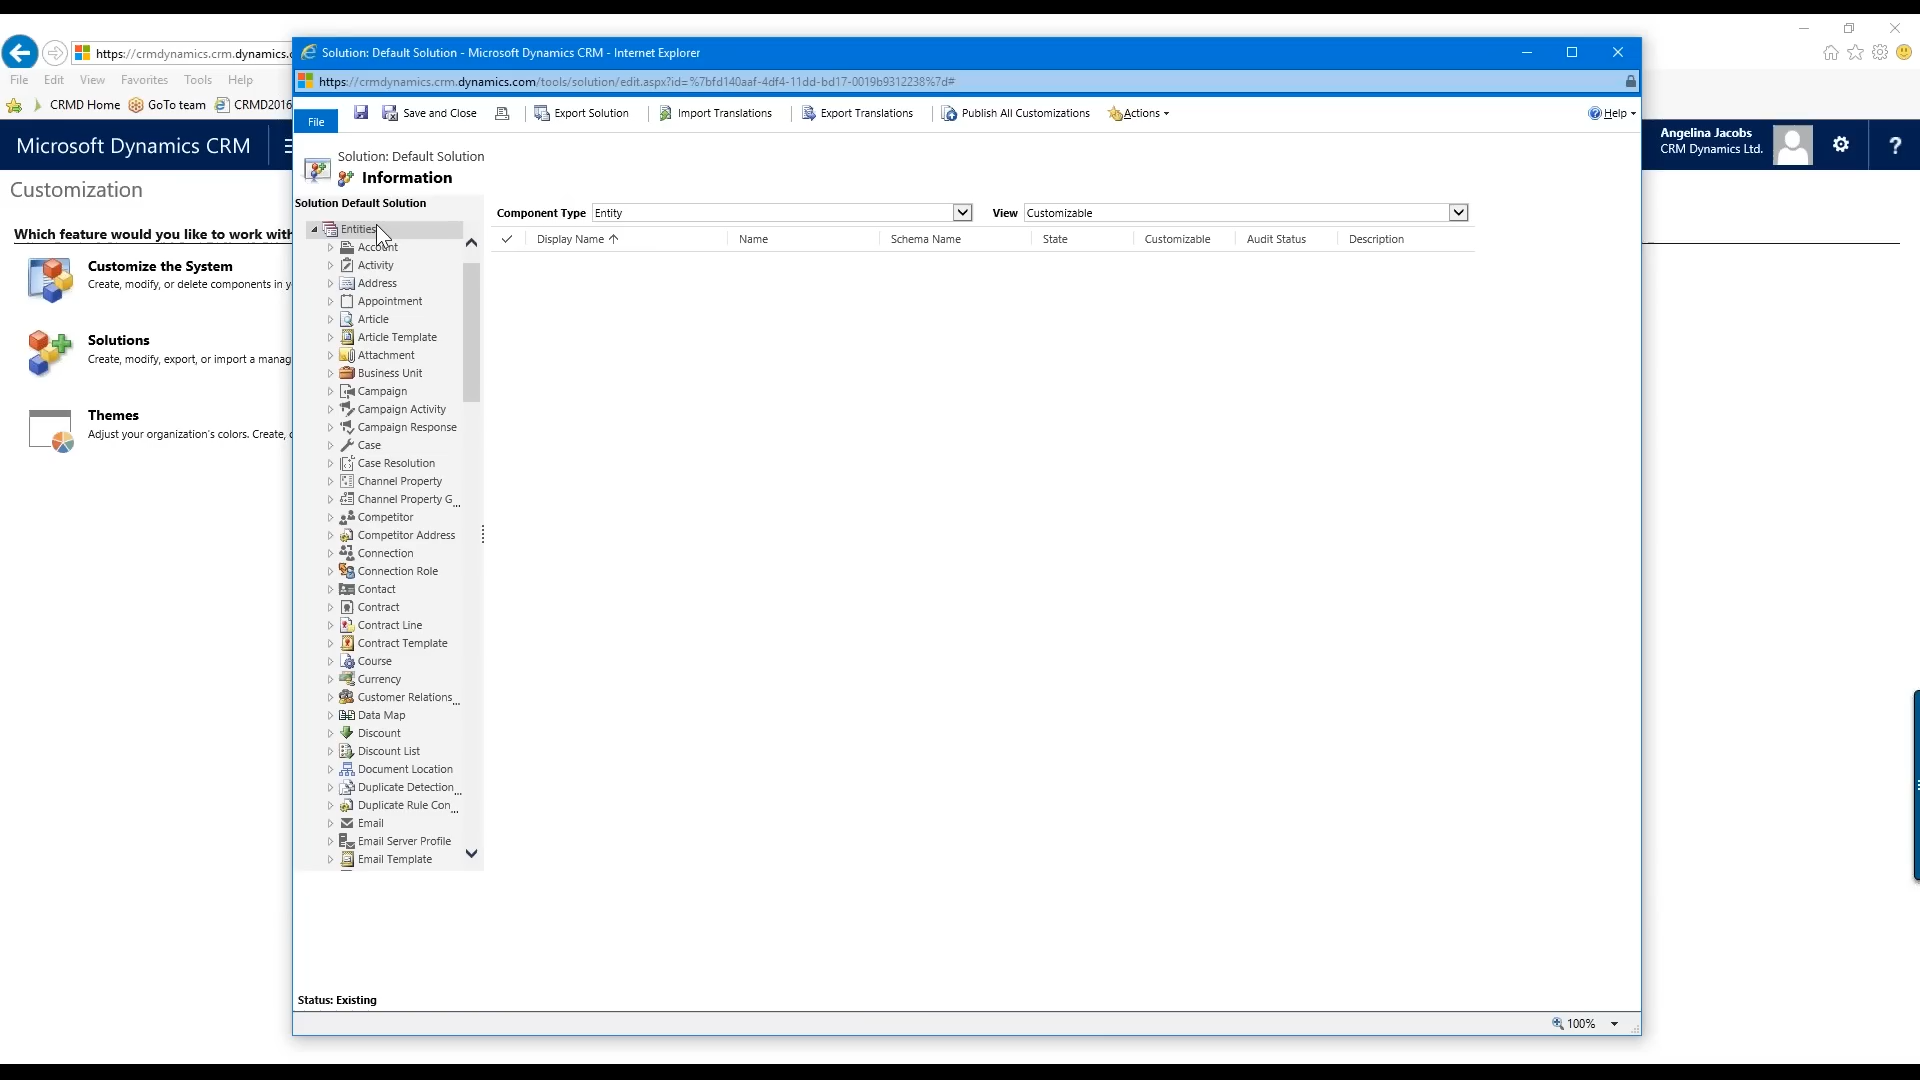 Solution: Default Solution - Microsoft Dynamics CRM - Internet Explorer
https://crmdynamics.crm.dynamics.c
https://crmdynamics.crm.dynamics.com/tools/solution/edit.aspx?id=%7bfd140aaf-4df4-11dd-bd17-0019b9312238%7d#
File Edit View Favorites Tools Help
CRMD Home GoTo team CRMD2016
File Save and Close Export Solution Import Translations Export Translations Publish All Customizations Actions Help
Microsoft Dynamics CRM
Angelina Jacobs
CRM Dynamics Ltd.
?
Customization
Which feature would you like to work with
Customize the System
Create, modify, or delete components in y
Solutions
Create, modify, export, or import a manag
Themes
Adjust your organization's colors. Create, c
Solution: Default Solution
Information
Solution Default Solution
Entities
Account
Activity
Address
Appointment
Article
Article Template
Attachment
Business Unit
Campaign
Campaign Activity
Campaign Response
Case
Case Resolution
Channel Property
Channel Property G...
Competitor
Competitor Address
Connection
Connection Role
Contact
Contract
Contract Line
Contract Template
Course
Currency
Customer Relations...
Data Map
Discount
Discount List
Document Location
Duplicate Detection...
Duplicate Rule Con...
Email
Email Server Profile
Email Template
Component Type Entity View Customizable
Display Name Name Schema Name State Customizable Audit Status Description
Status: Existing
100%